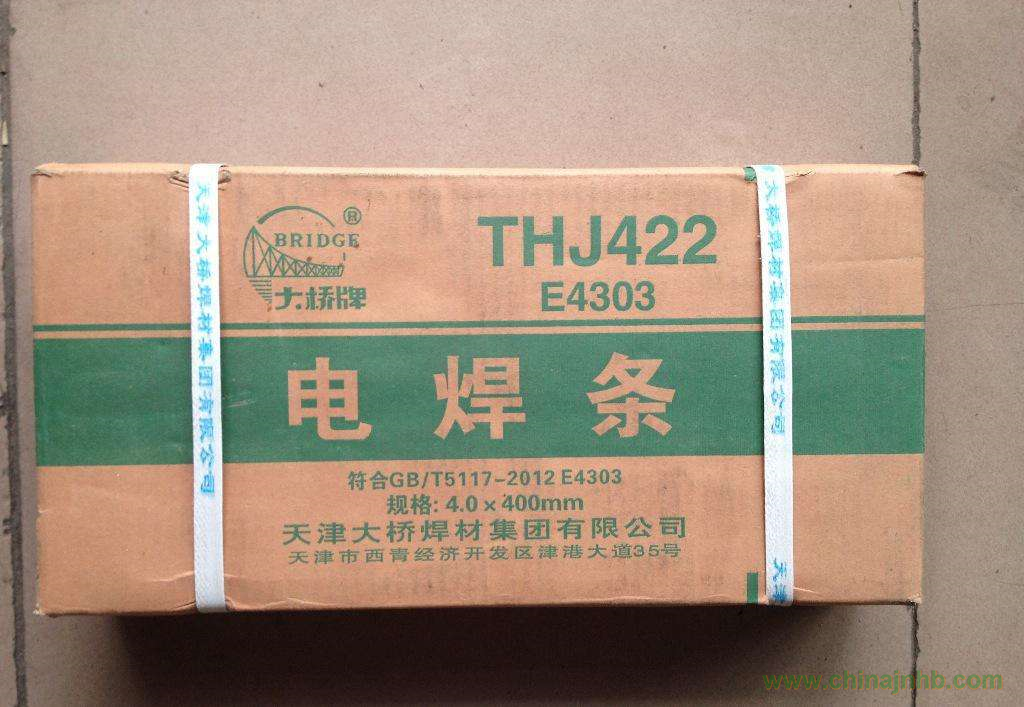 BRIDGE ®
大桥牌
THJ422
E4303
电焊条
符合GB/T5117-2012 E4303
规格: 4.0×400mm
天津大桥焊材集团有限公司
天津市西青经济开发区津港大道35号
天津大桥焊材集团有限公司
大桥焊材集团有限公司
天津
www.chinajnhb.com